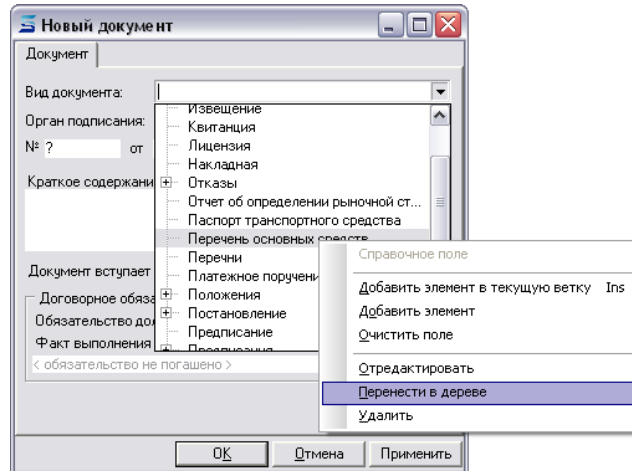 Новый документ
Документ
Вид документа:
Орган подписания:
№ ? от
Краткое содержани
Документ вступает
Договорное обяза
Обязательство дол
Факт выполнения
< обязательство не погашено >
Извещение
Квитанция
Лицензия
Накладная
Отказы
Отчет об определении рыночной ст...
Паспорт транспортного средства
Перечень основных средств
Перечни
Платежное поручени
Положения
Постановление
Предписание
Предписания
Справочное поле
Добавить элемент в текущую ветку Ins
Добавить элемент
Очистить поле
Отредактировать
Перенести в дереве
Удалить
OK Отмена Применить